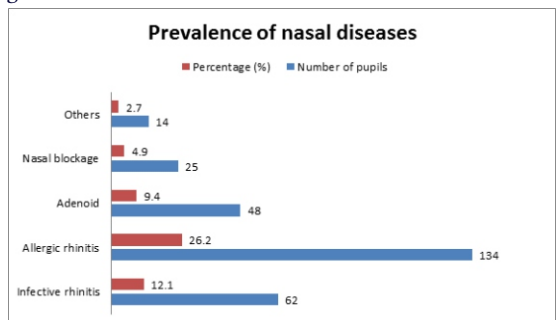 Prevalence of nasal diseases
Percentage (%) Number of pupils
Others 2.7
14
Nasal blockage 4.9
25
Adenoid 9.4
48
Allergic rhinitis 26.2
134
Infective rhinitis 12.1
62